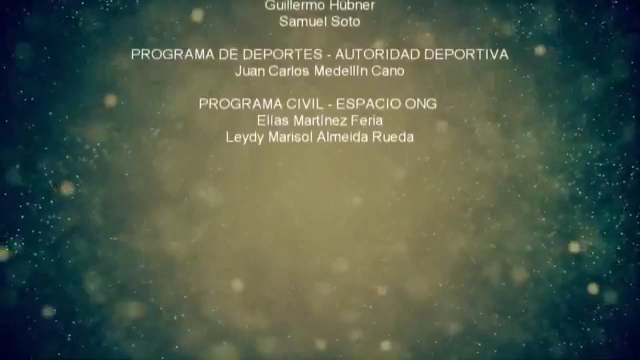 Guillermo Hübner
Samuel Soto
PROGRAMA DE DEPORTES - AUTORIDAD DEPORTIVA
Juan Carlos Medellín Cano
PROGRAMA CIVIL - ESPACIO ONG
Elías Martínez Feria
Leydy Marisol Almeida Rueda